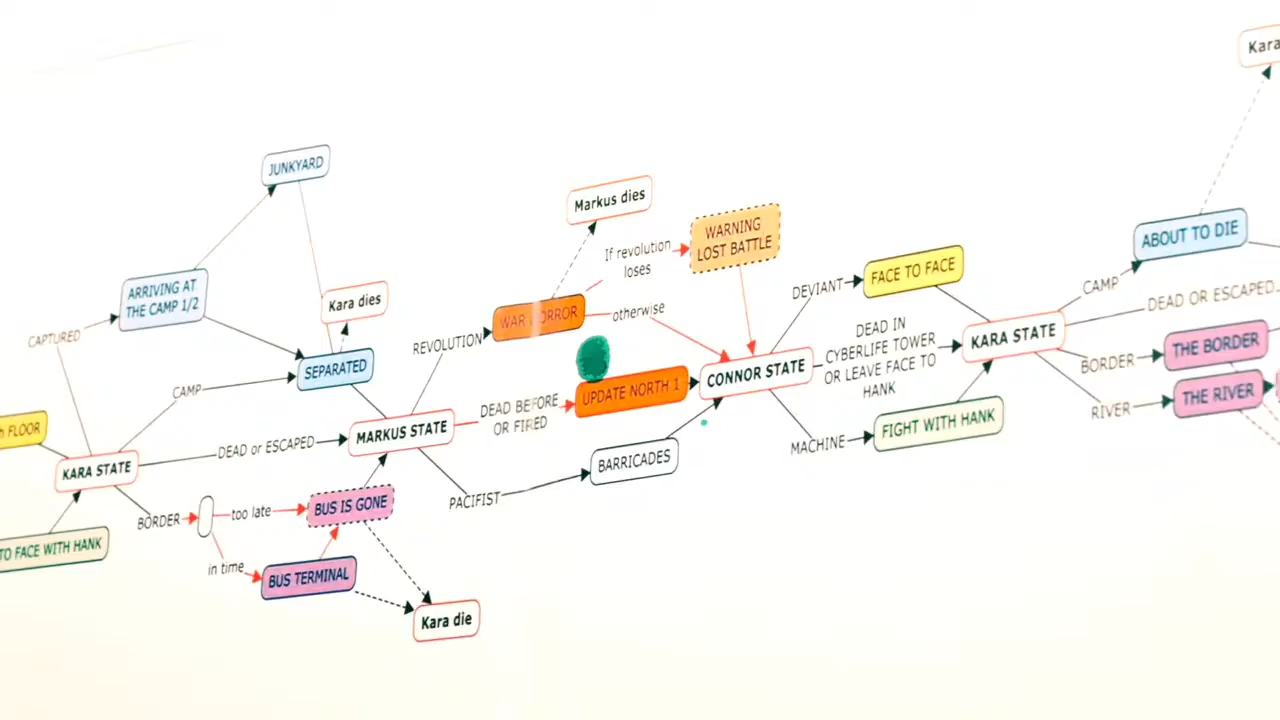 Kara
JUNKYARD
Markus dies
WARNING
LOST BATTLE
If revolution
loses
ABOUT TO DIE
FACE TO FACE
ARRIVING AT
THE CAMP 1/2
Kara dies
DEVIANT
CAMP
DEAD OR ESCAPED
otherwise
REVOLUTION
CAPTURED
DEAD IN
CYBERLIFE TOWER
OR LEAVE FACE TO
HANK
KARA STATE
BORDER
THE BORDER
SEPARATED
CAMP
CONNOR STATE
UPDATE NORTH 1
DEAD BEFORE
OR FIRED
RIVER
THE RIVER
FLOOR
MARKUS STATE
FIGHT WITH HANK
MACHINE
DEAD or ESCAPED
KARA STATE
BARRICADES
PACIFIST
BUS IS GONE
BORDER
too late
TO FACE WITH HANK
in time
BUS TERMINAL
Kara die